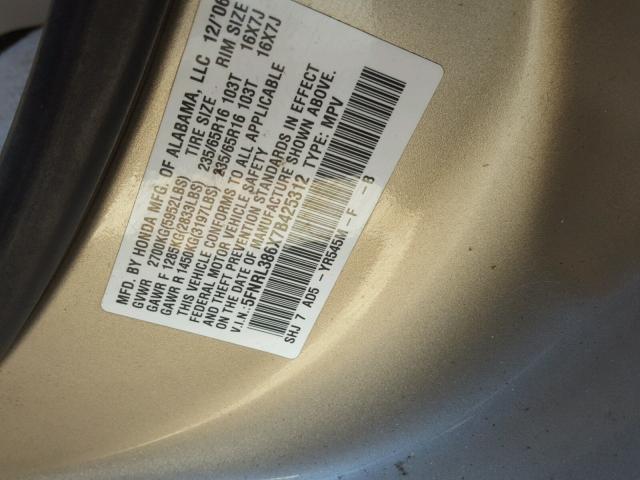 MFD. BY HONDA MFG. OF ALABAMA, LLC 12/'06
GVWR 2700KG(5952LBS) TIRE SIZE RIM SIZE
GAWR F 1285KG(2833LBS) 235/65R16 103T 16X7J
GAWR R 1450KG(3197LBS) 235/65R16 103T 16X7J
THIS VEHICLE CONFORMS TO ALL APPLICABLE
FEDERAL MOTOR VEHICLE SAFETY
AND THEFT PREVENTION STANDARDS IN EFFECT
ON THE DATE OF MANUFACTURE SHOWN ABOVE.
V.I.N.:5FNRL386X7B425312 TYPE: MPV
SHJ 7 AD5 -YR545M -F -B